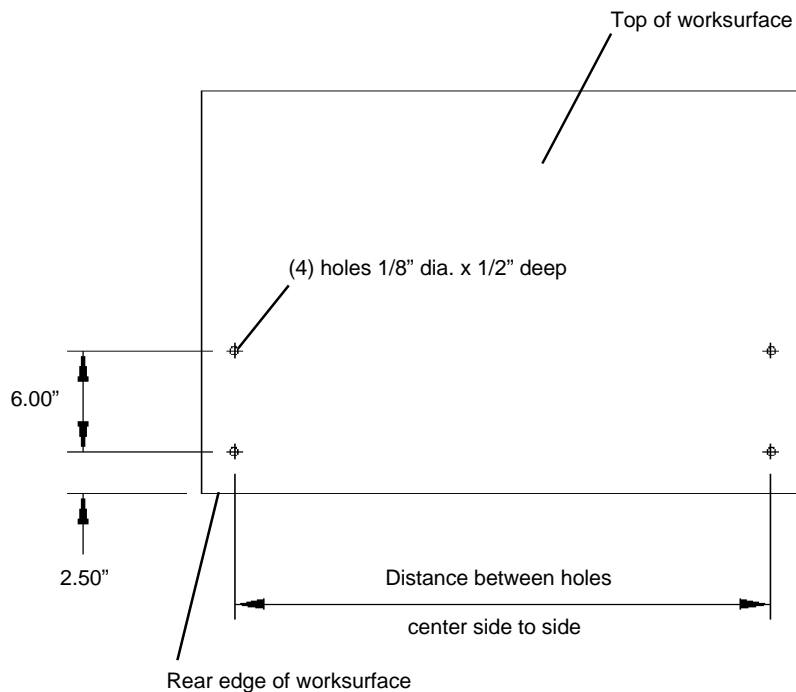 Top of worksurface
(4) holes 1/8” dia. x 1/2” deep
6.00”
2.50”
Distance between holes
center side to side
Rear edge of worksurface